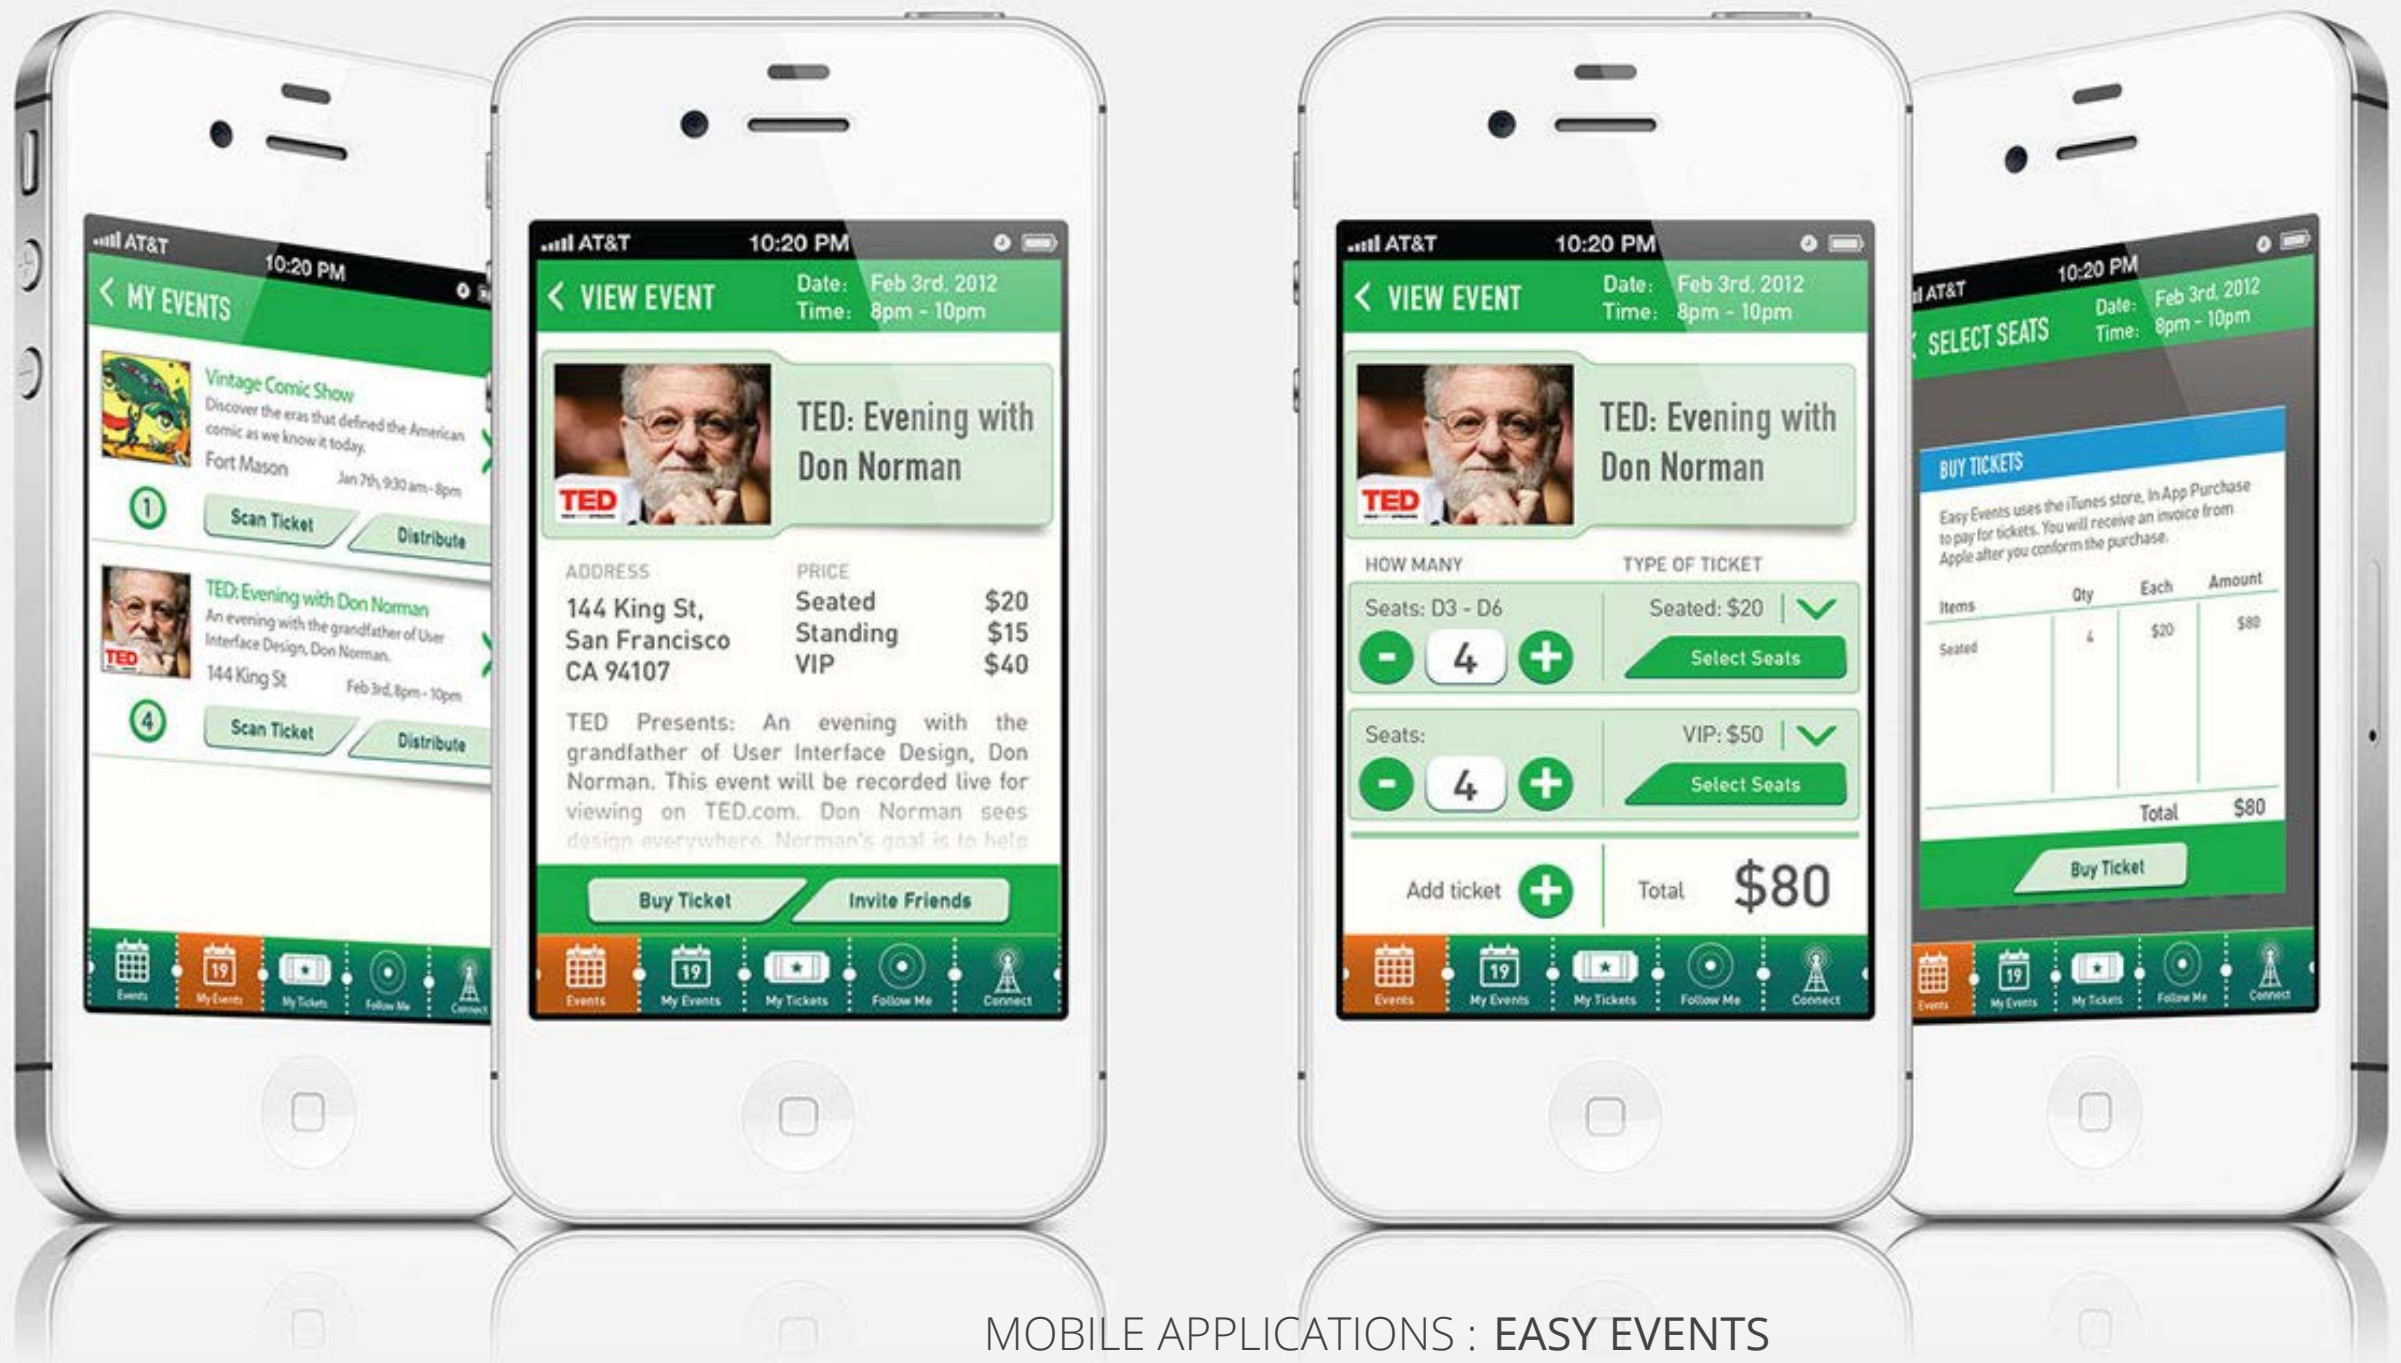 AT&T 10:20 PM
MY EVENTS
Vintage Comic Show
Discover the eras that defined the American
comic as we know it today.
Fort Mason Jan 7th, 9:30 am - 8pm
1
Scan Ticket Distribute
TED
TED: Evening with Don Norman
An evening with the grandfather of User
Interface Design, Don Norman.
144 King St Feb 3rd, 8pm - 10pm
4
Scan Ticket Distribute
19
Events My Events My Tickets Follow Me Connect
AT&T 10:20 PM
VIEW EVENT
Date: Feb 3rd, 2012
Time: 8pm - 10pm
TED: Evening with
Don Norman
TED
ADDRESS
144 King St,
San Francisco
CA 94107
PRICE
Seated $20
Standing $15
VIP $40
TED Presents: An evening with the
grandfather of User Interface Design, Don
Norman. This event will be recorded live for
viewing on TED.com. Don Norman sees
design everywhere. Norman's goal is to help
Buy Ticket Invite Friends
19
Events My Events My Tickets Follow Me Connect
AT&T 10:20 PM
VIEW EVENT
Date: Feb 3rd, 2012
Time: 8pm - 10pm
TED: Evening with
Don Norman
TED
HOW MANY TYPE OF TICKET
Seats: D3 - D6 Seated: $20
- 4 + Select Seats
Seats: VIP: $50
- 4 + Select Seats
Add ticket + Total $80
19
Events My Events My Tickets Follow Me Connect
AT&T 10:20 PM
SELECT SEATS
Date: Feb 3rd, 2012
Time: 8pm - 10pm
BUY TICKETS
Easy Events uses the iTunes store, In App Purchase
to pay for tickets. You will receive an invoice from
Apple after you conform the purchase.
Items Qty Each Amount
Seated 4 $20 $80
Total $80
Buy Ticket
19
Events My Events My Tickets Follow Me Connect
MOBILE APPLICATIONS : EASY EVENTS